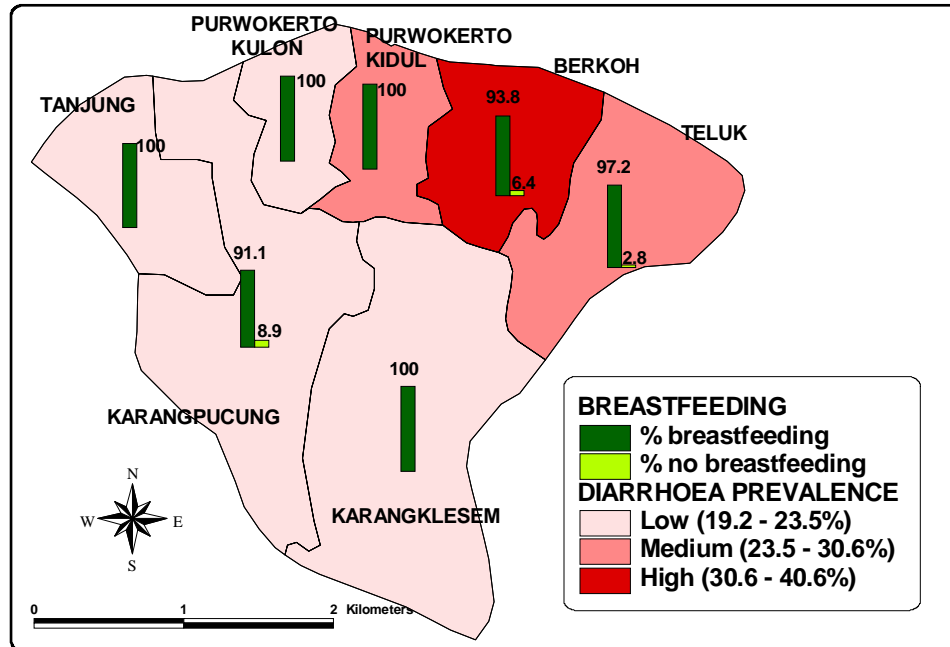 PURWOKERTO
KULON
PURWOKERTO
KIDUL
BERKOH
TANJUNG
TELUK
100
100
100
93.8
6.4
97.2
2.8
91.1
8.9
100
KARANGPUCUNG
KARANGKLESEM
N
W
E
S
0
1
2
Kilometers
BREASTFEEDING
% breastfeeding
% no breastfeeding
DIARRHOEA PREVALENCE
Low (19.2 - 23.5%)
Medium (23.5 - 30.6%)
High (30.6 - 40.6%)